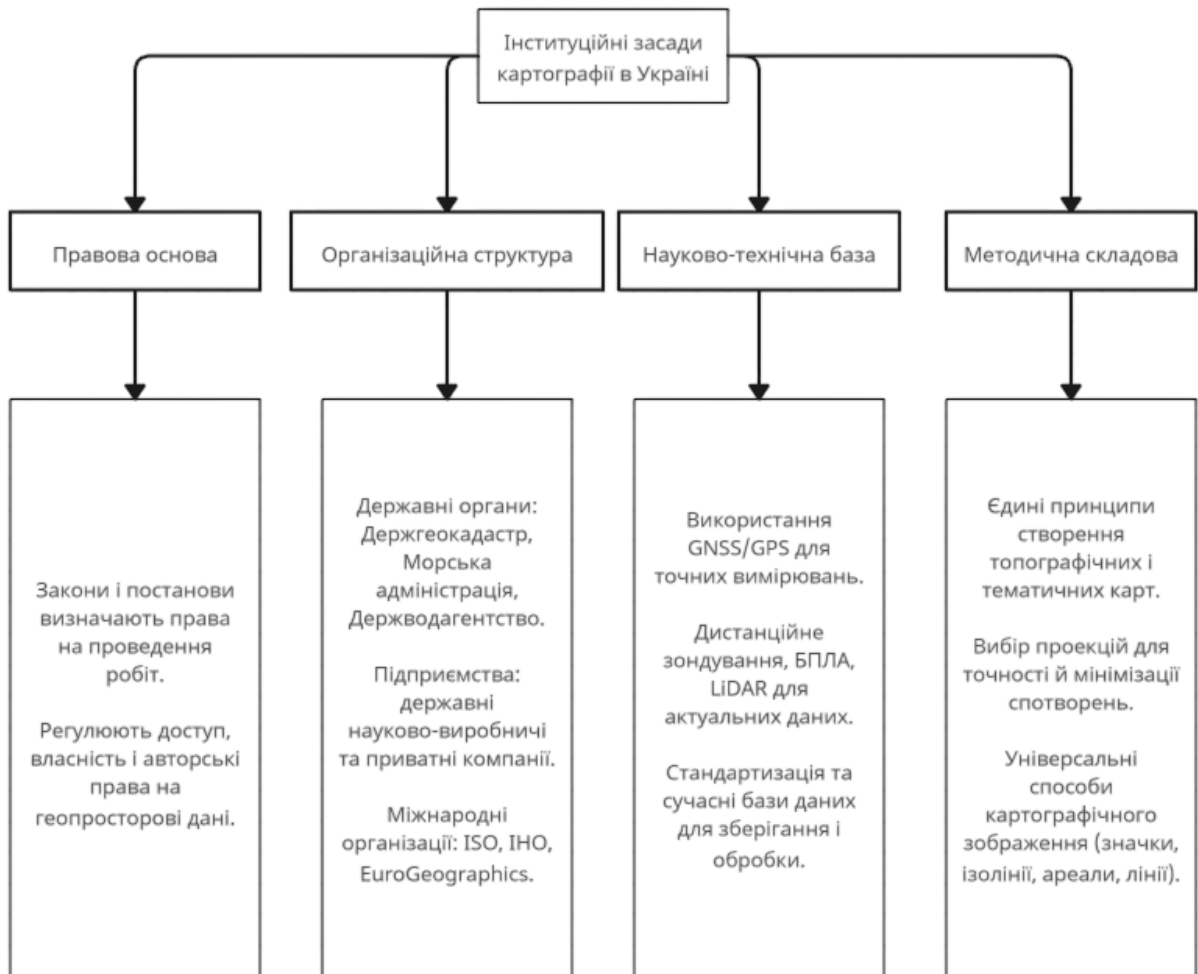 Інституційні засади
картографії в Україні
Правова основа
Організаційна структура
Науково-технічна база
Методична складова
Закони і постанови
визначають права
на проведення
робіт.
Регулюють доступ,
власність і авторські
права на
геопросторові дані.
Державні органи:
Держгеокадастр,
Морська
адміністрація,
Держводагентство.
Підприємства:
державні
науково-виробничі
та приватні компанії.
Міжнародні
організації: ISO, IHO,
EuroGeographics.
Використання
GNSS/GPS для
точних вимірювань.
Дистанційне
зондування, БПЛА,
LiDAR для
актуальних даних.
Стандартизація та
сучасні бази даних
для зберігання і
обробки.
Єдині принципи
створення
топографічних і
тематичних карт.
Вибір проекцій для
точності й мінімізації
спотворень.
Універсальні
способи
картографічного
зображення (значки,
ізолінії, ареали, лінії).